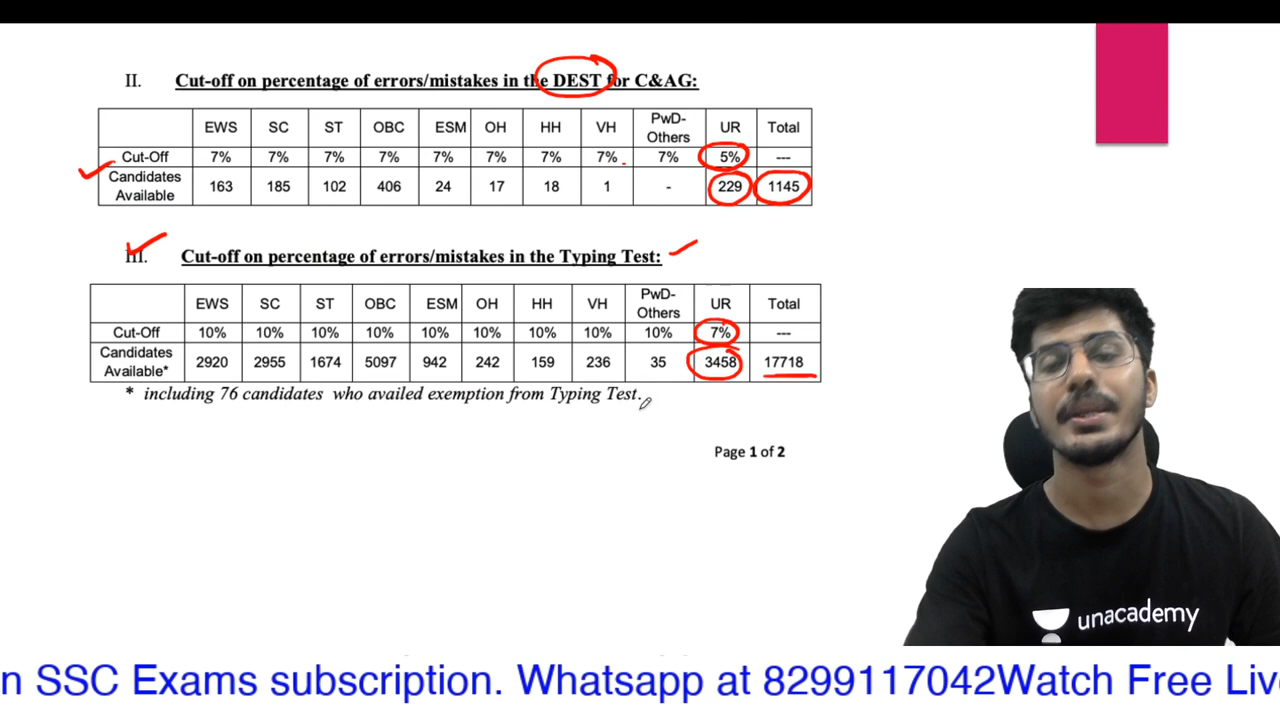 II. Cut-off on percentage of errors/mistakes in the DEST for C&AG:
EWS SC ST OBC ESM OH HH VH PwD-Others UR Total
Cut-Off 7% 7% 7% 7% 7% 7% 7% 7% 7% 5% ---
Candidates Available 163 185 102 406 24 17 18 1 - 229 1145
III. Cut-off on percentage of errors/mistakes in the Typing Test:
EWS SC ST OBC ESM OH HH VH PwD-Others UR Total
Cut-Off 10% 10% 10% 10% 10% 10% 10% 10% 10% 7% ---
Candidates Available* 2920 2955 1674 5097 942 242 159 236 35 3458 17718
* including 76 candidates who availed exemption from Typing Test.
Page 1 of 2
unacademy
n SSC Exams subscription. Whatsapp at 8299117042Watch Free Liv